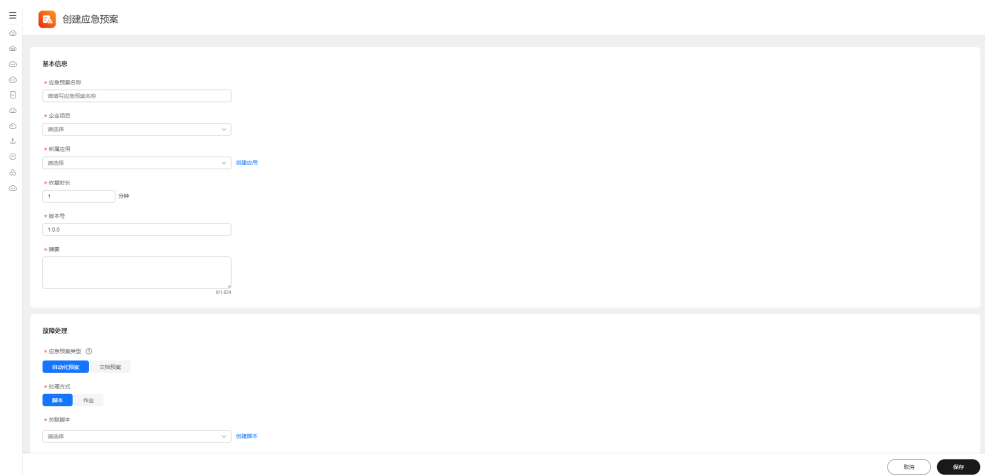 创建应急预案
基本信息
* 应急预案名称
请填写应急预案名称
* 企业项目
请选择
* 所属应用
请选择
创建应用
* 恢复时长
1
分钟
* 版本号
1.0.0
* 摘要
0/1,024
故障处理
* 应急预案类型 ?
自动化预案
文档预案
* 处理方式
脚本
作业
* 关联脚本
请选择
创建脚本
取消
保存